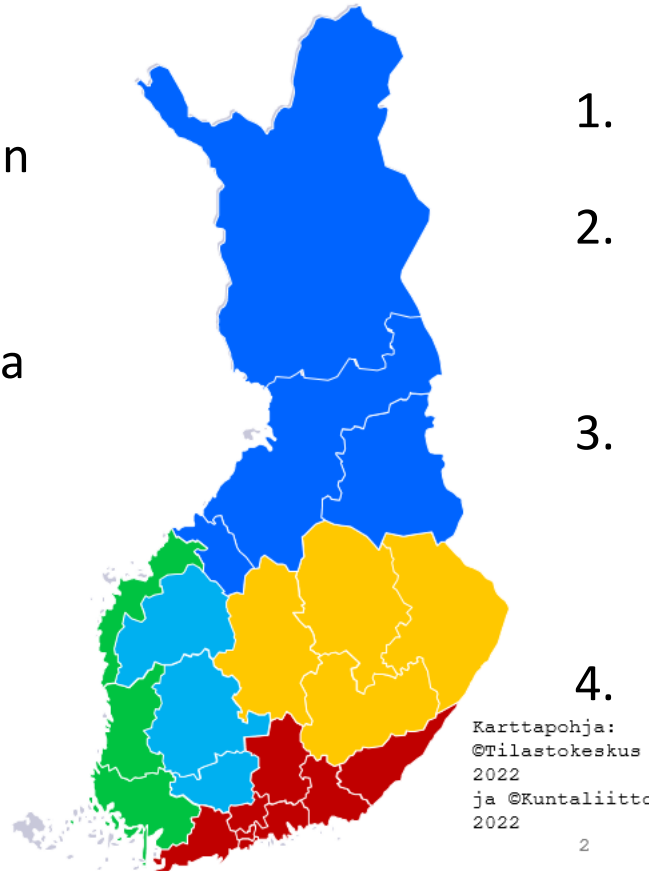 n
a
1.
2.
3.
4.
Karttapohja:
©Tilastokeskus
2022
ja ©Kuntaliitto
2022
2